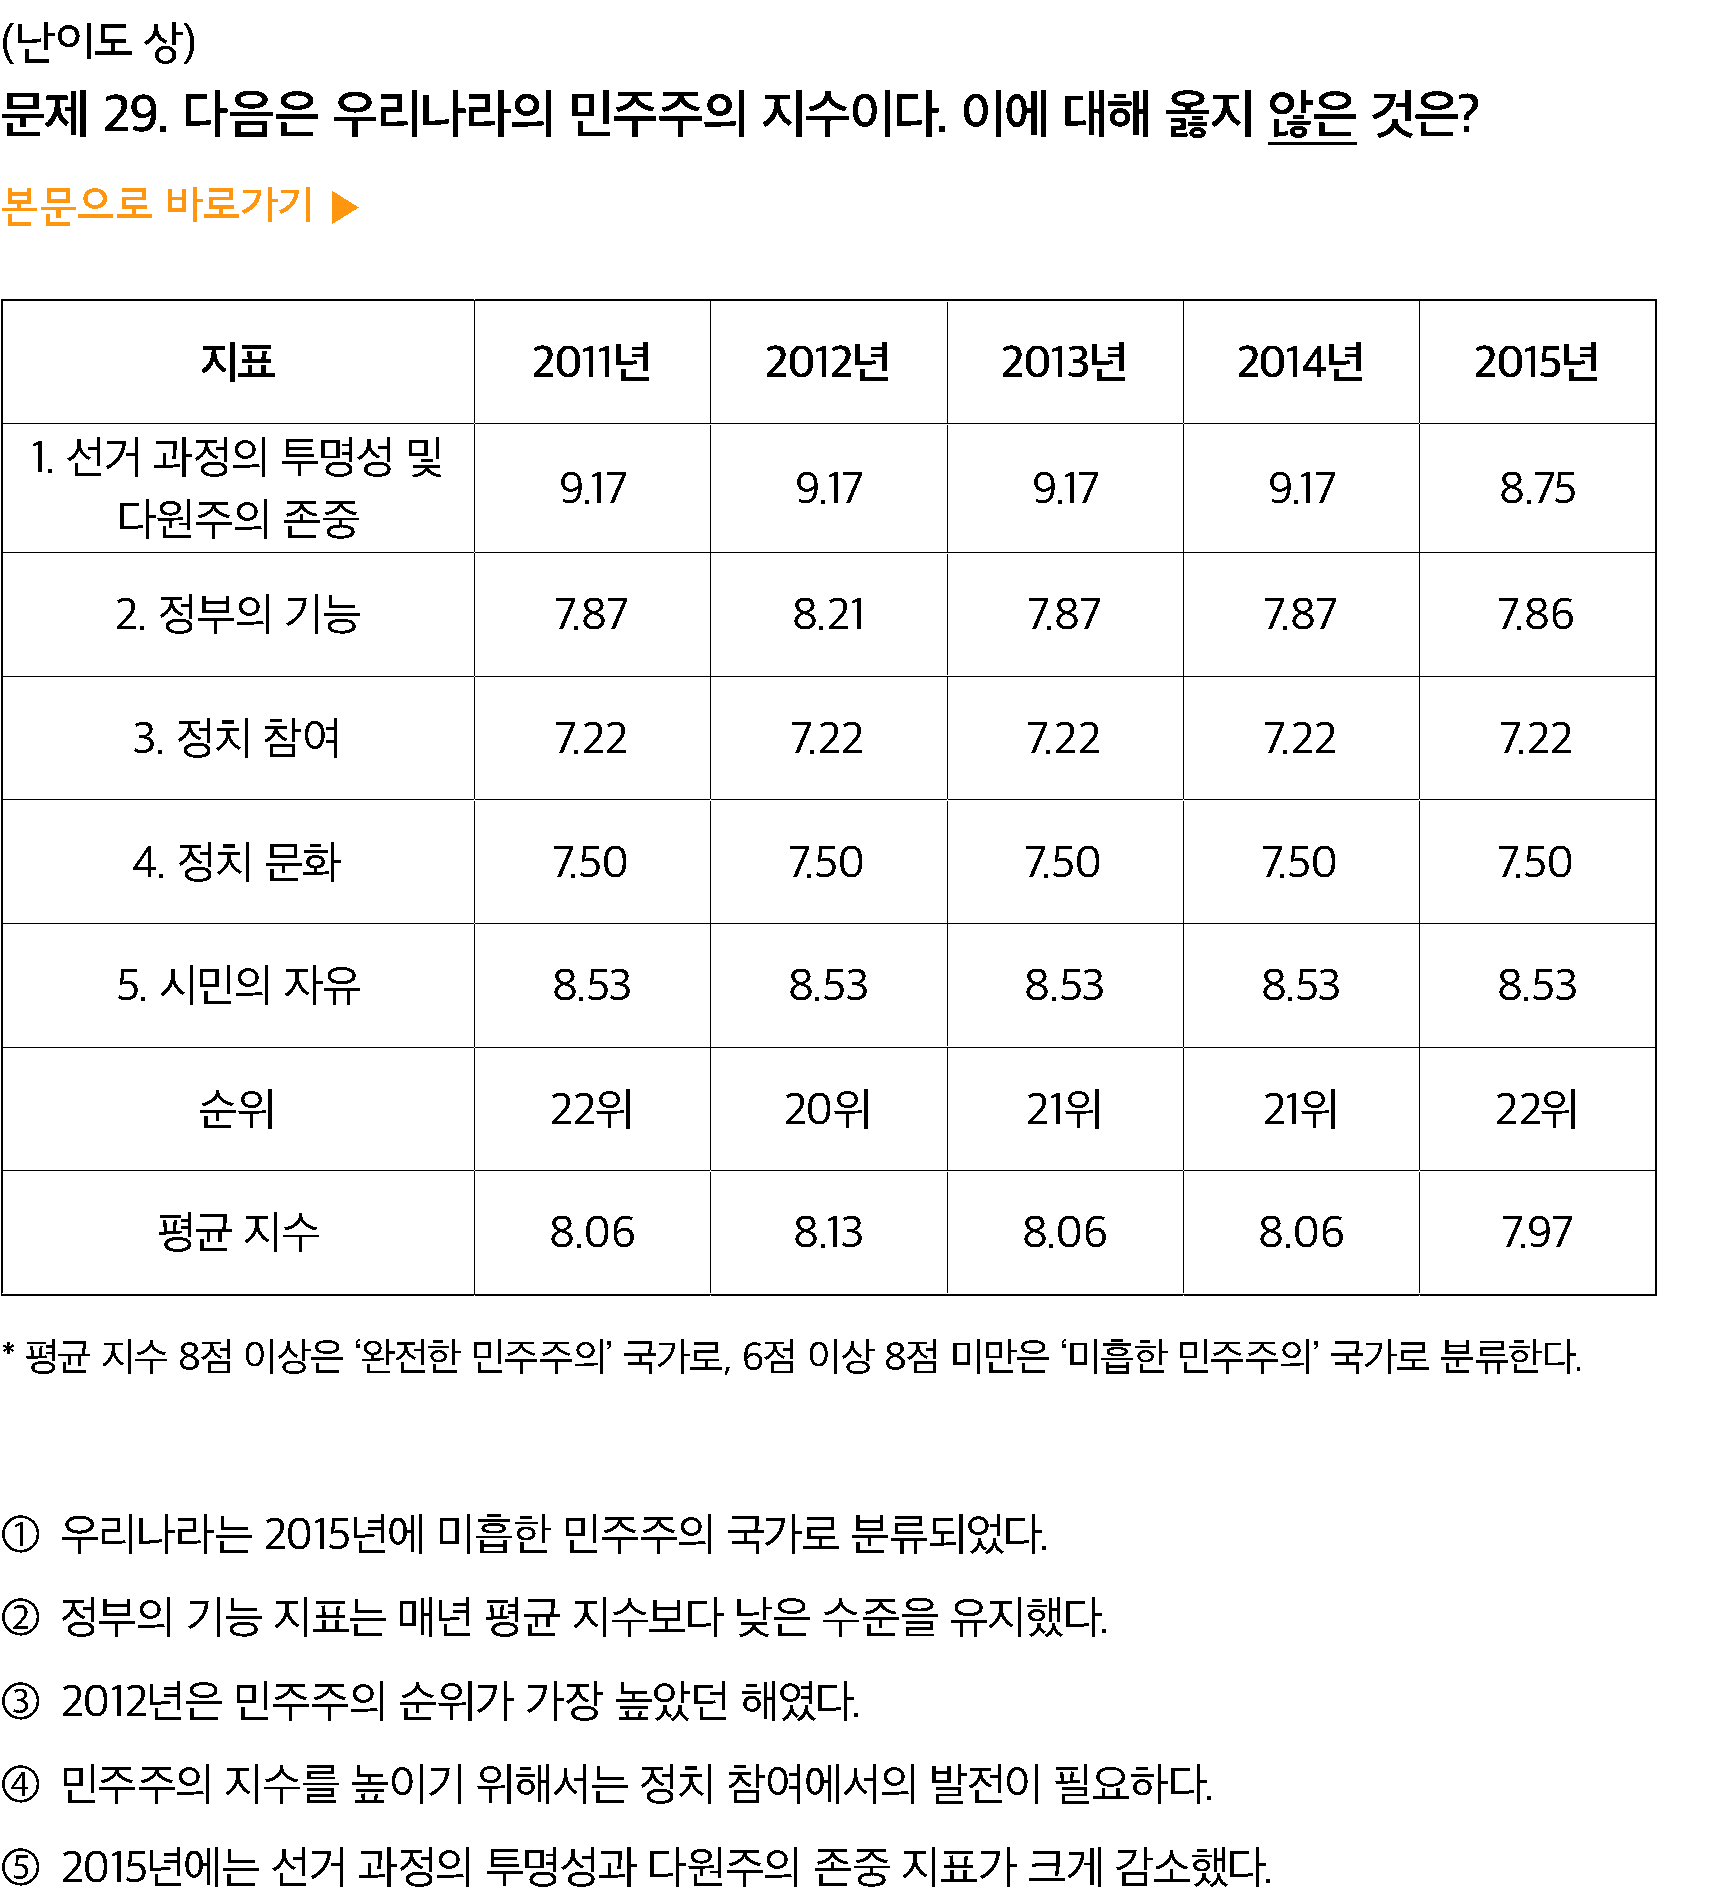 (난이도 상)
문제 29. 다음은 우리나라의 민주주의 지수이다. 이에 대해 옳지 않은 것은?
본문으로 바로가기 ▶
지표 2011년 2012년 2013년 2014년 2015년
1. 선거 과정의 투명성 및
다원주의 존중 9.17 9.17 9.17 9.17 8.75
2. 정부의 기능 7.87 8.21 7.87 7.87 7.86
3. 정치 참여 7.22 7.22 7.22 7.22 7.22
4. 정치 문화 7.50 7.50 7.50 7.50 7.50
5. 시민의 자유 8.53 8.53 8.53 8.53 8.53
순위 22위 20위 21위 21위 22위
평균 지수 8.06 8.13 8.06 8.06 7.97
* 평균 지수 8점 이상은 ‘완전한 민주주의’ 국가로, 6점 이상 8점 미만은 ‘미흡한 민주주의’ 국가로 분류한다.
① 우리나라는 2015년에 미흡한 민주주의 국가로 분류되었다.
② 정부의 기능 지표는 매년 평균 지수보다 낮은 수준을 유지했다.
③ 2012년은 민주주의 순위가 가장 높았던 해였다.
④ 민주주의 지수를 높이기 위해서는 정치 참여에서의 발전이 필요하다.
⑤ 2015년에는 선거 과정의 투명성과 다원주의 존중 지표가 크게 감소했다.